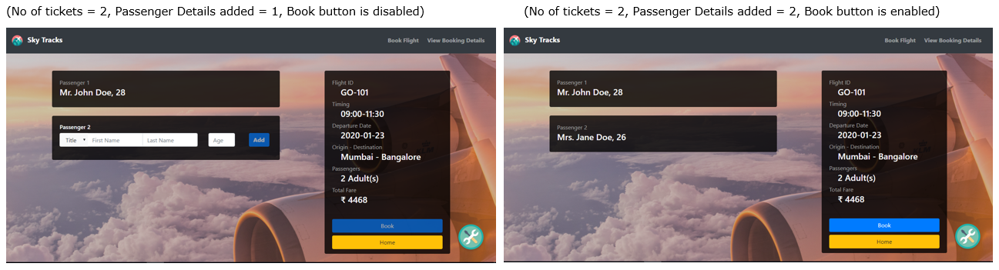 (No of tickets = 2, Passenger Details added = 1, Book button is disabled)
Sky Tracks
Book Flight View Booking Details
Passenger 1
Mr. John Doe, 28
Passenger 2
Title First Name Last Name Age Add
Flight ID
GO-101
Timing
09:00-11:30
Departure Date
2020-01-23
Origin - Destination
Mumbai - Bangalore
Passengers
2 Adult(s)
Total Fare
₹ 4468
Book
Home
(No of tickets = 2, Passenger Details added = 2, Book button is enabled)
Sky Tracks
Book Flight View Booking Details
Passenger 1
Mr. John Doe, 28
Passenger 2
Mrs. Jane Doe, 26
Flight ID
GO-101
Timing
09:00-11:30
Departure Date
2020-01-23
Origin - Destination
Mumbai - Bangalore
Passengers
2 Adult(s)
Total Fare
₹ 4468
Book
Home